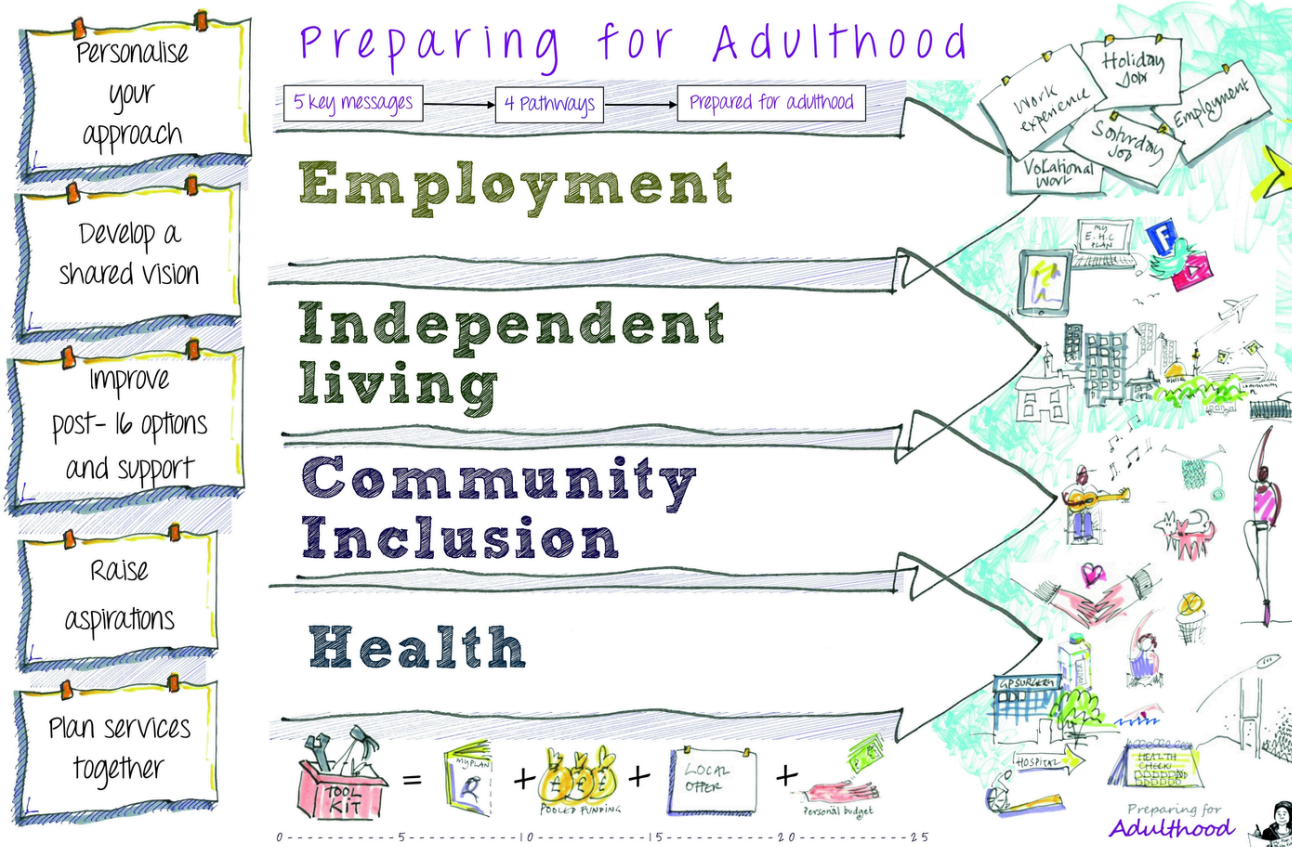 Preparing for Adulthood
5 key messages
4 Pathways
Prepared for adulthood
Personalise
your
approach
Develop a
shared vision
Improve
post-16 options
and support
Raise
aspirations
Plan services
together
Employment
Independent
living
Community
Inclusion
Health
Work
experience
Holiday
Job
Employment
Saturday
Job
Volational
Work
MY
E.H.C
PLAN
GP SURGERY
HOSPITAL
HEALTH
CHECK!
TOOL
KIT
=
MY PLAN
+
£ £ £
POOLED FUNDING
+
LOCAL
OFFER
+
Personal budget
0 5 10 15 20 25
Preparing for
Adulthood